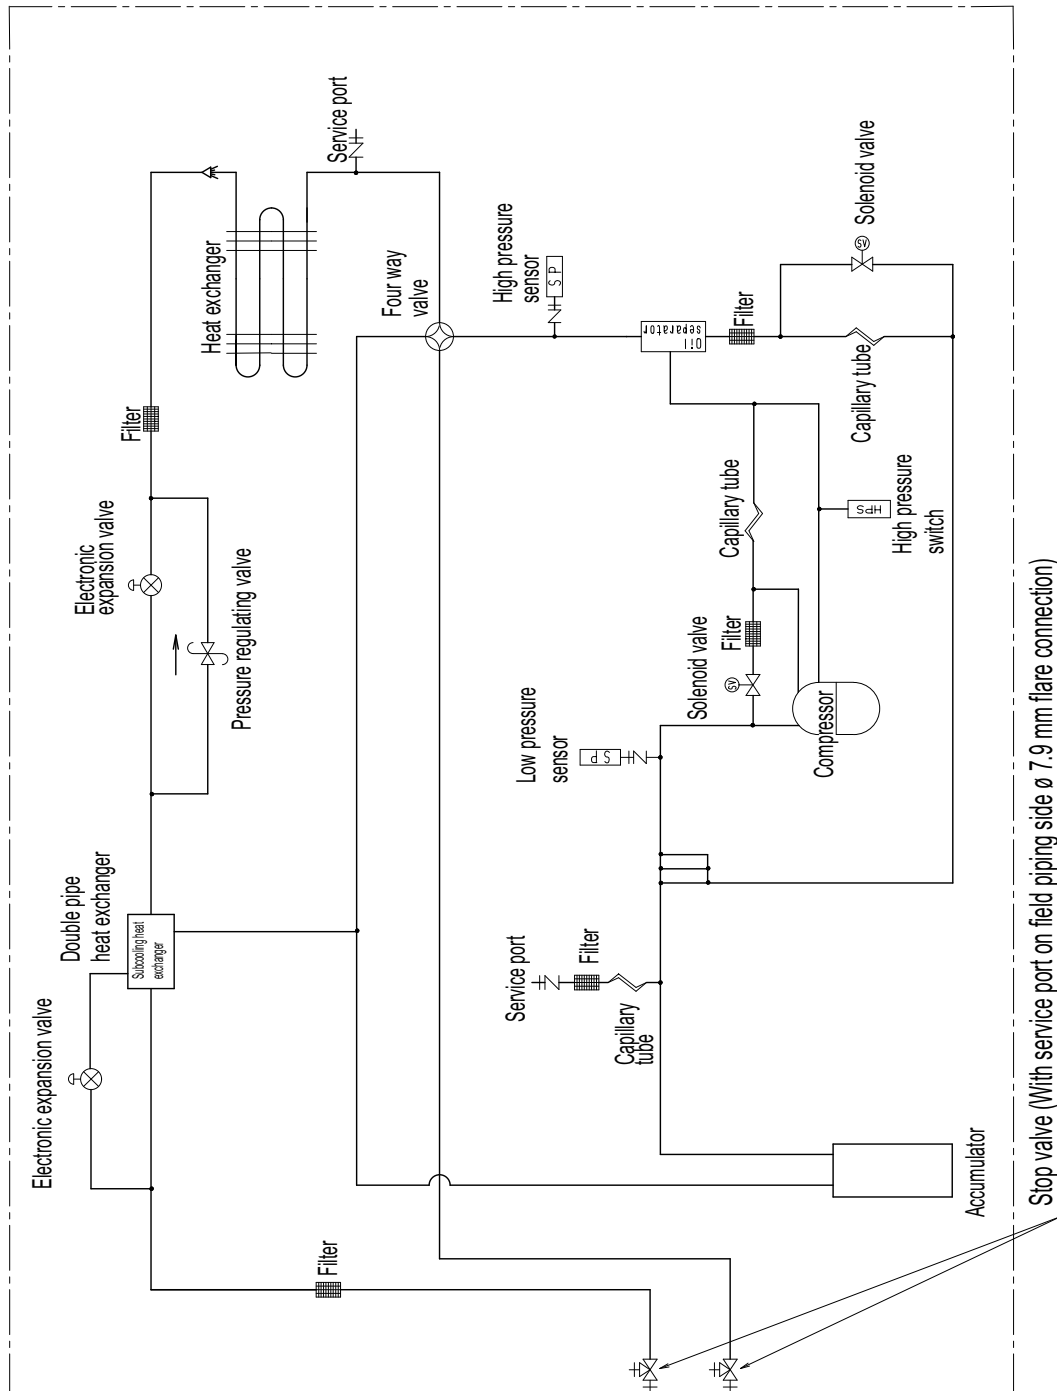 Service port
Heat exchanger
Four way
valve
High pressure
sensor
S P
Solenoid valve
SV
Filter
Oil
separator
Filter
Capillary tube
Electronic
expansion valve
Pressure regulating valve
Capillary tube
HPS
High pressure
switch
Solenoid valve
SV
Filter
Low pressure
sensor
S P
Compressor
Double pipe
heat exchanger
Subcooling heat
exchanger
Service port
Filter
Capillary
tube
Electronic expansion valve
Filter
Accumulator
Stop valve (With service port on field piping side ø 7.9 mm flare connection)